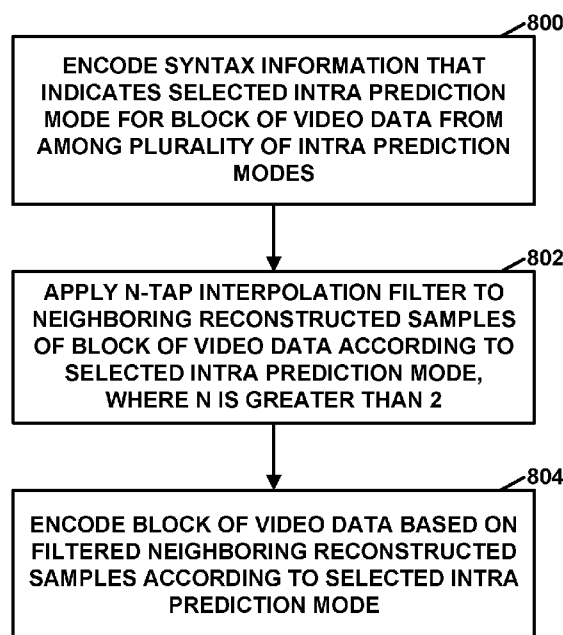 800
ENCODE SYNTAX INFORMATION THAT
INDICATES SELECTED INTRA PREDICTION
MODE FOR BLOCK OF VIDEO DATA FROM
AMONG PLURALITY OF INTRA PREDICTION
MODES
802
APPLY N-TAP INTERPOLATION FILTER TO
NEIGHBORING RECONSTRUCTED SAMPLES
OF BLOCK OF VIDEO DATA ACCORDING TO
SELECTED INTRA PREDICTION MODE,
WHERE N IS GREATER THAN 2
804
ENCODE BLOCK OF VIDEO DATA BASED ON
FILTERED NEIGHBORING RECONSTRUCTED
SAMPLES ACCORDING TO SELECTED INTRA
PREDICTION MODE